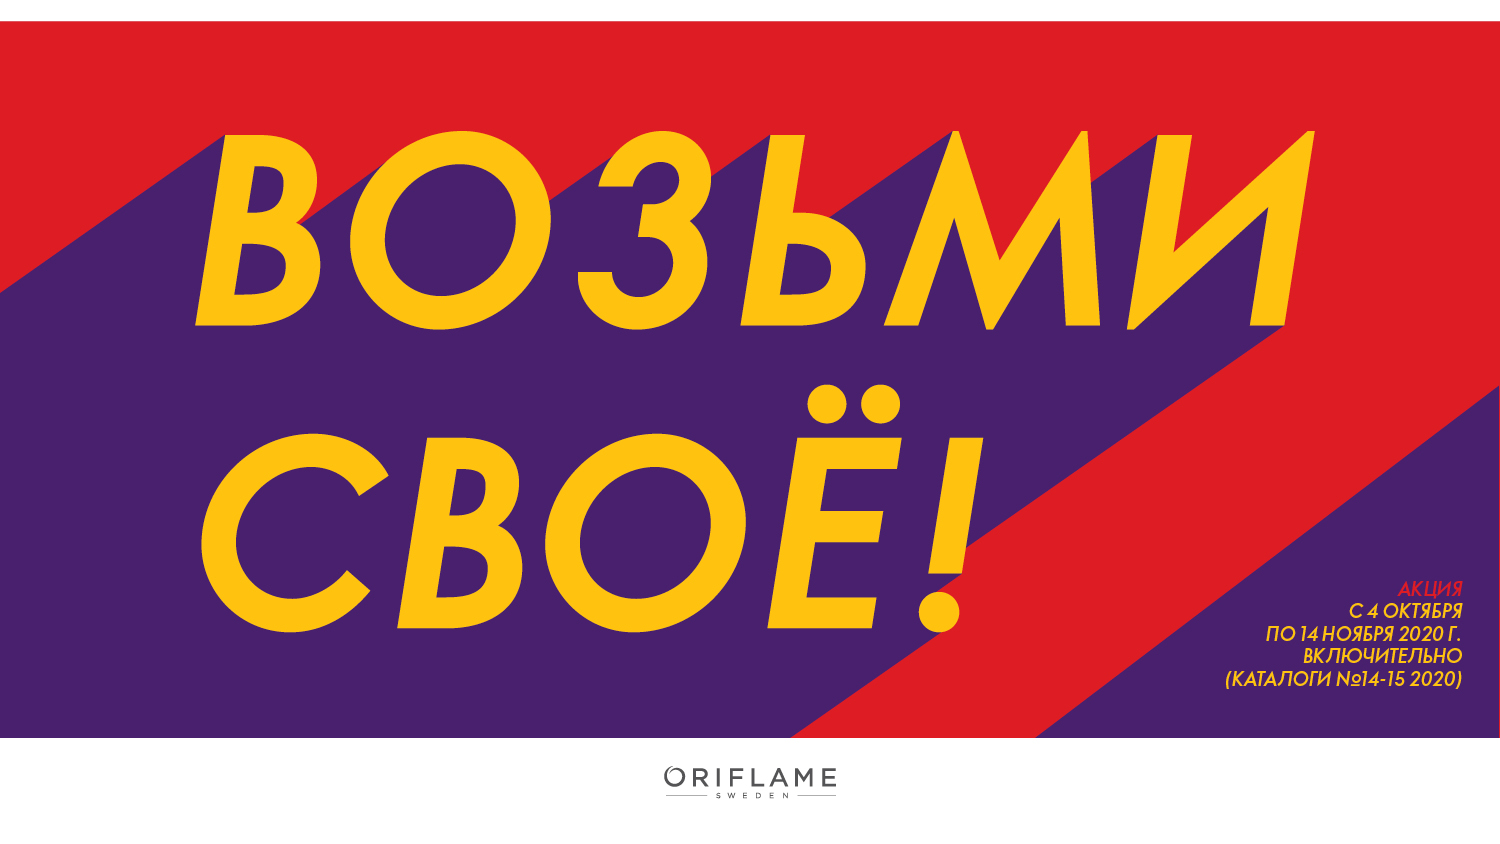 ВОЗЬМИ
СВОЁ!
АКЦИЯ
С 4 ОКТЯБРЯ
ПО 14 НОЯБРЯ 2020 Г.
ВКЛЮЧИТЕЛЬНО
(КАТАЛОГИ №14-15 2020)
ORIFLAME
SWEDEN